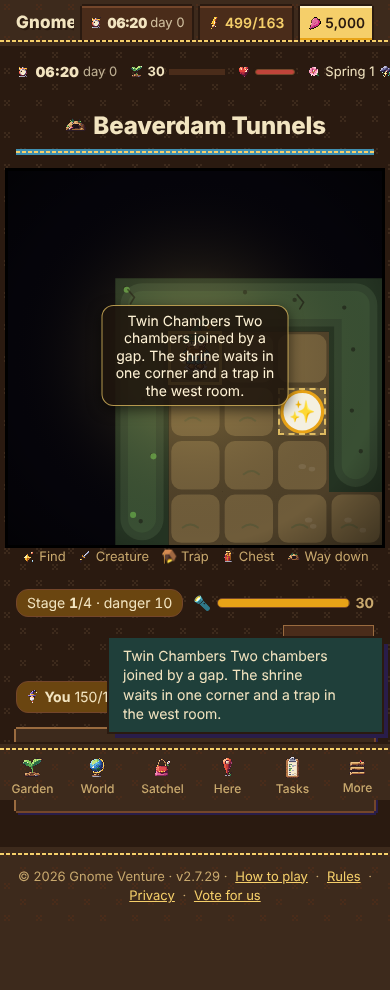 Gnome 06:20 day 0 499/163 5,000
06:20 day 0 30 Spring 1
Beaverdam Tunnels
Twin Chambers Two
chambers joined by a
gap. The shrine waits in
one corner and a trap in
the west room.
Find Creature Trap Chest Way down
Stage 1/4 · danger 10 30
Twin Chambers Two chambers
joined by a gap. The shrine
waits in one corner and a trap in
the west room.
You 150/1
Garden World Satchel Here Tasks More
© 2026 Gnome Venture · v2.7.29 · How to play · Rules ·
Privacy · Vote for us